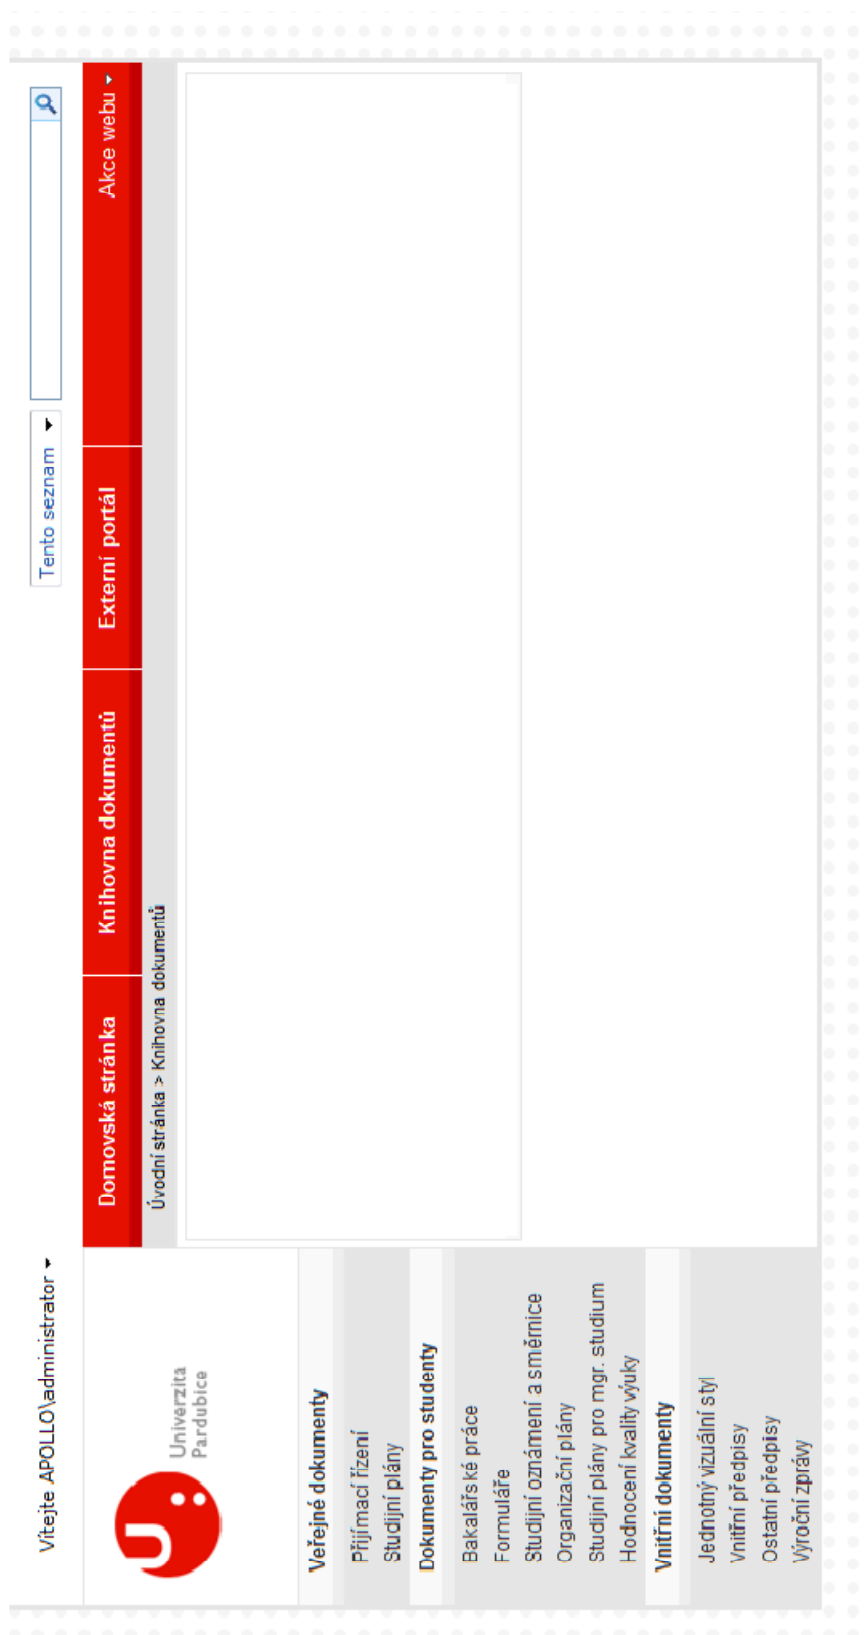 Vítejte APOLLO\administrator
Tento seznam
Domovská stránka
Knihovna dokumentů
Externí portál
Akce webu
Úvodní stránka > Knihovna dokumentů
Univerzita
Pardubice
Veřejné dokumenty
Přijímací řízení
Studijní plány
Dokumenty pro studenty
Bakalářské práce
Formuláře
Studijní oznámení a směrnice
Organizační plány
Studijní plány pro mgr. studium
Hodnocení kvality výuky
Vnitřní dokumenty
Jednotný vizuální styl
Vnitřní předpisy
Ostatní předpisy
Výroční zprávy